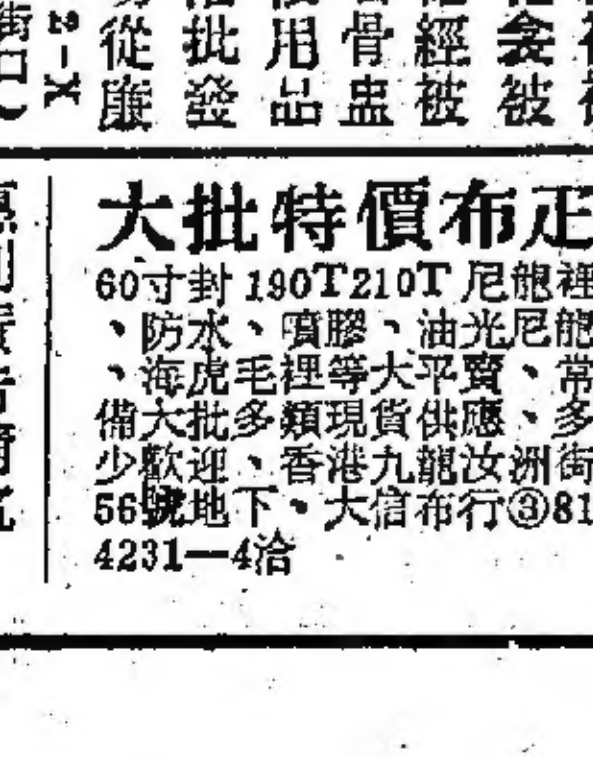 從廉
批發
用品
骨盅
經被
衾被
大批特價布疋
60寸封190T210T尼龍裡
、防水、噴膠、油光尼龍
、海虎毛裡等大平賣、常
備大批多類現貨供應、多
少歡迎、香港九龍汝洲街
56號地下、大信布行③81
4231—4洽